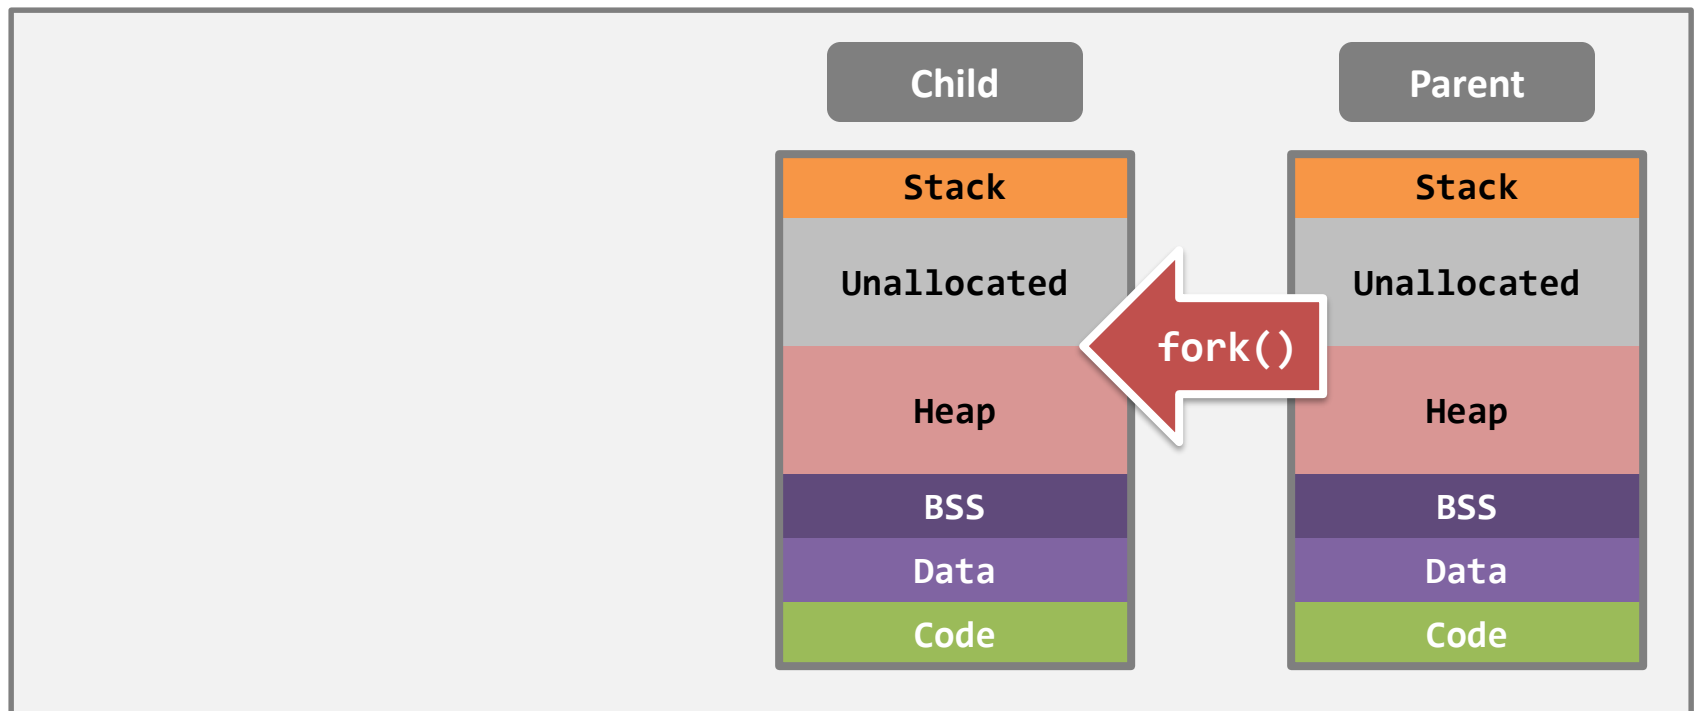 Child
Parent
Stack
Stack
Unallocated
Unallocated
fork()
Heap
Heap
BSS
BSS
Data
Data
Code
Code